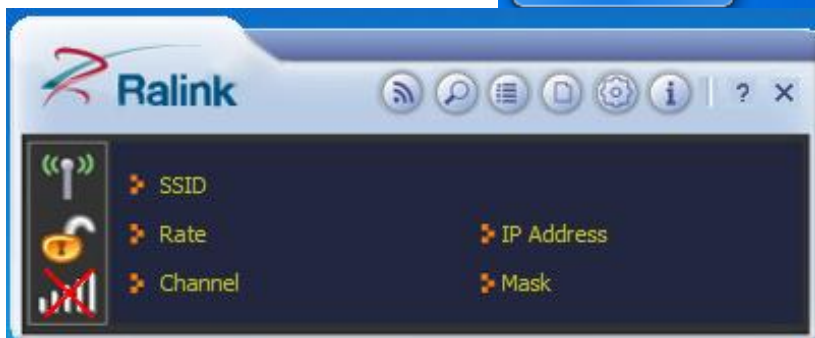 Ralink
? ×
SSID
Rate IP Address
Channel Mask